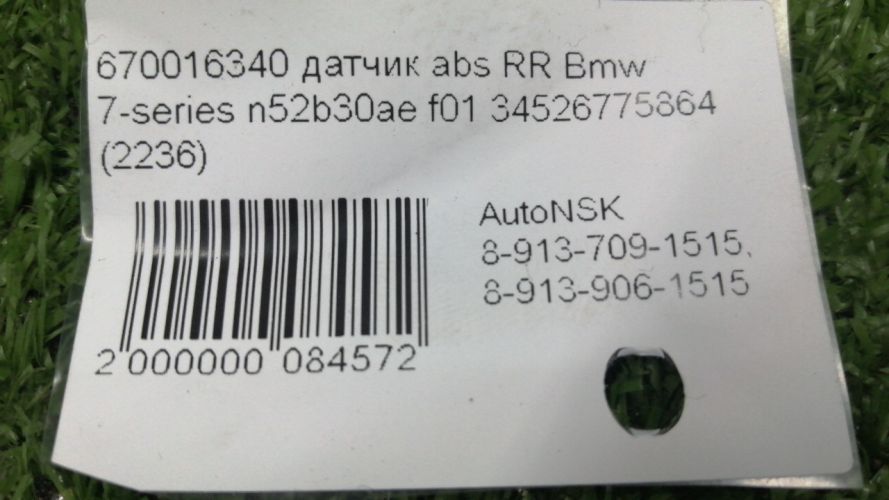 670016340 датчик abs RR Bmw
7-series n52b30ae f01 34526775864
(2236)
AutoNSK
8-913-709-1515,
8-913-906-1515
2 000000 084572